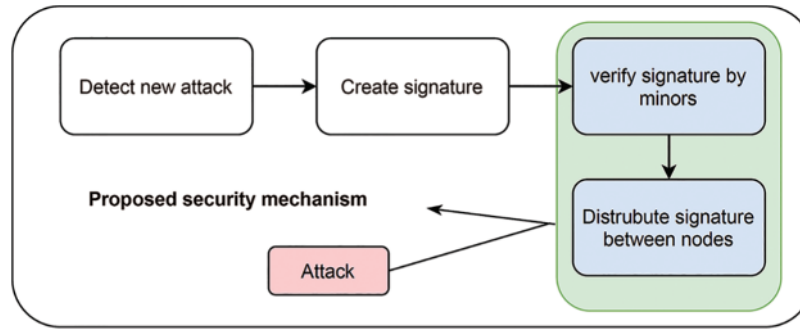 Detect new attack
Create signature
verify signature by
minors
Proposed security mechanism
Distrubute signature
between nodes
Attack